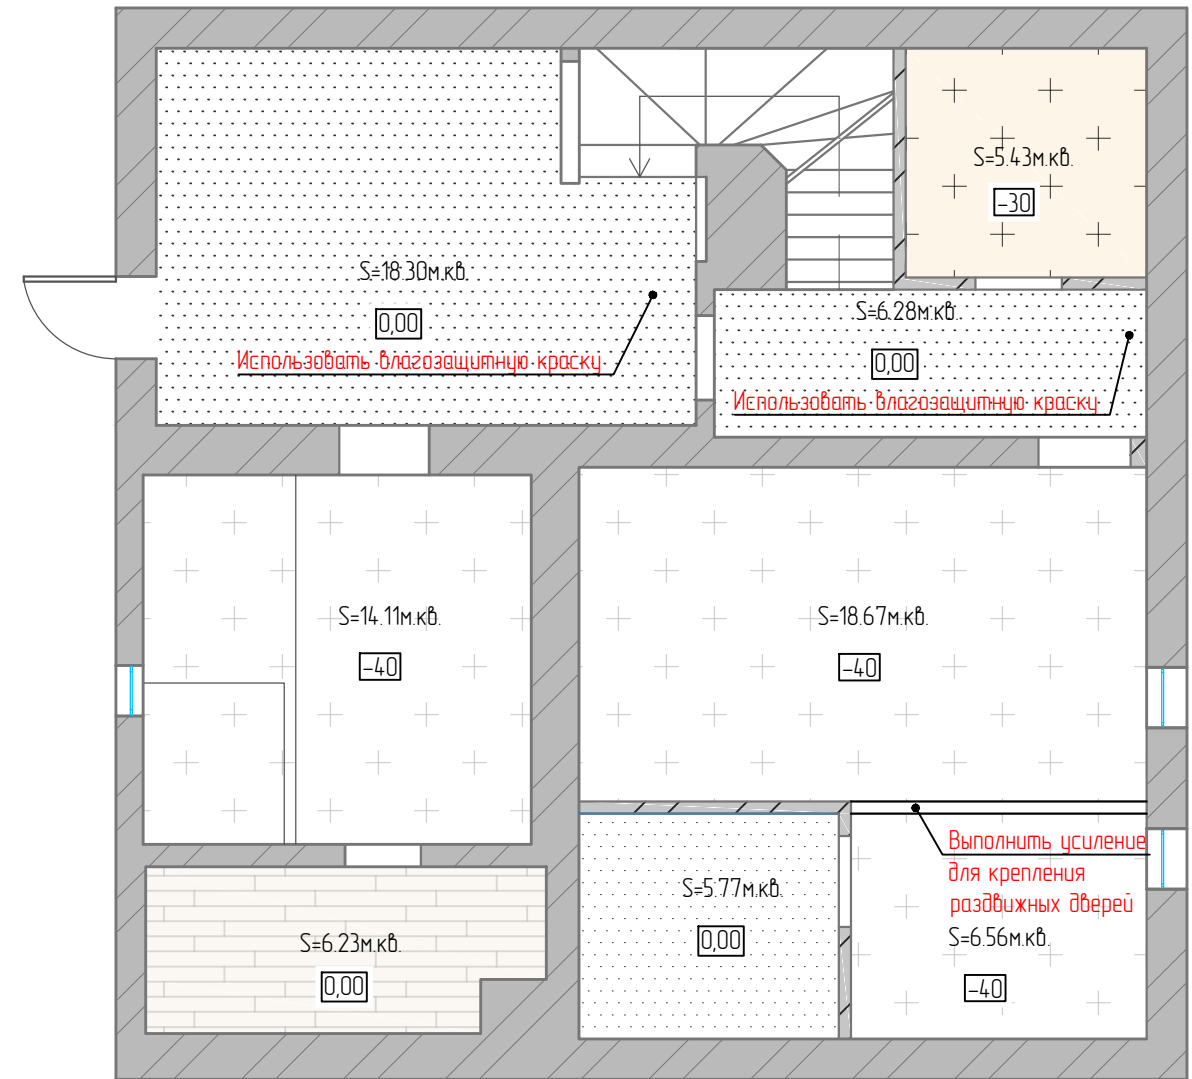 S=5.43м.кв.
-30
S=18.30м.кв.
0,00
Использовать влагозащитную краску
S=6.28м.кв.
0,00
Использовать влагозащитную краску
S=14.11м.кв.
-40
S=18.67м.кв.
-40
Выполнить усиление
для крепления
раздвижных дверей
S=6.56м.кв.
-40
S=5.77м.кв.
0,00
S=6.23м.кв.
0,00